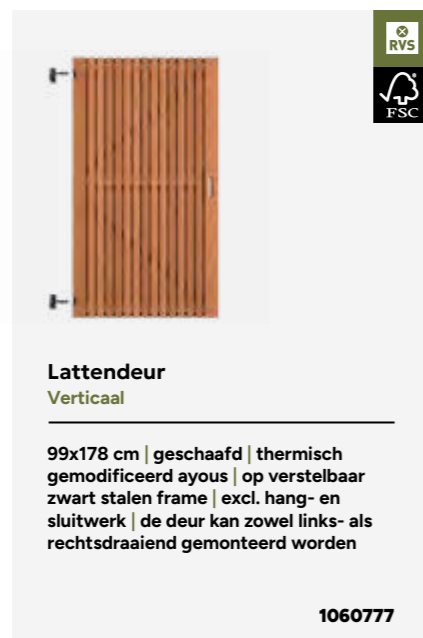 RVS
FSC
Lattendeur
Verticaal
99x178 cm | geschaafd | thermisch
gemodificeerd ayous | op verstelbaar
zwart stalen frame | excl. hang- en
sluitwerk | de deur kan zowel links- als
rechtsdraaiend gemonteerd worden
1060777